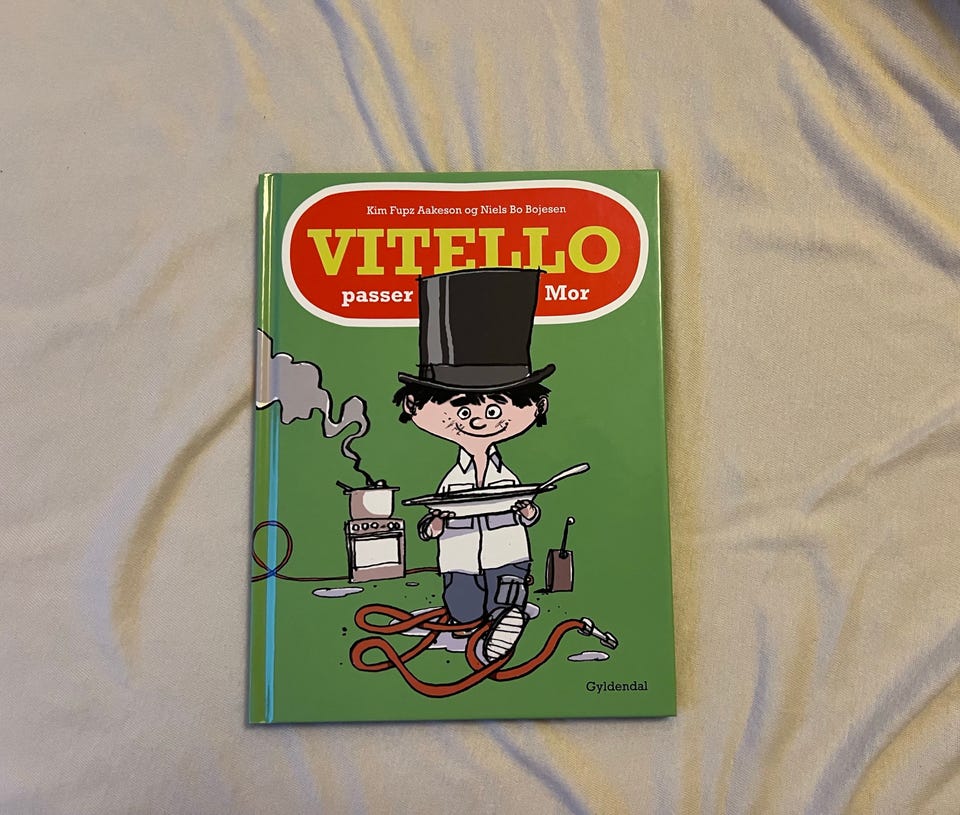 Kim Fupz Aakeson og Niels Bo Bojesen
VITELLO
passer Mor
Gyldendal